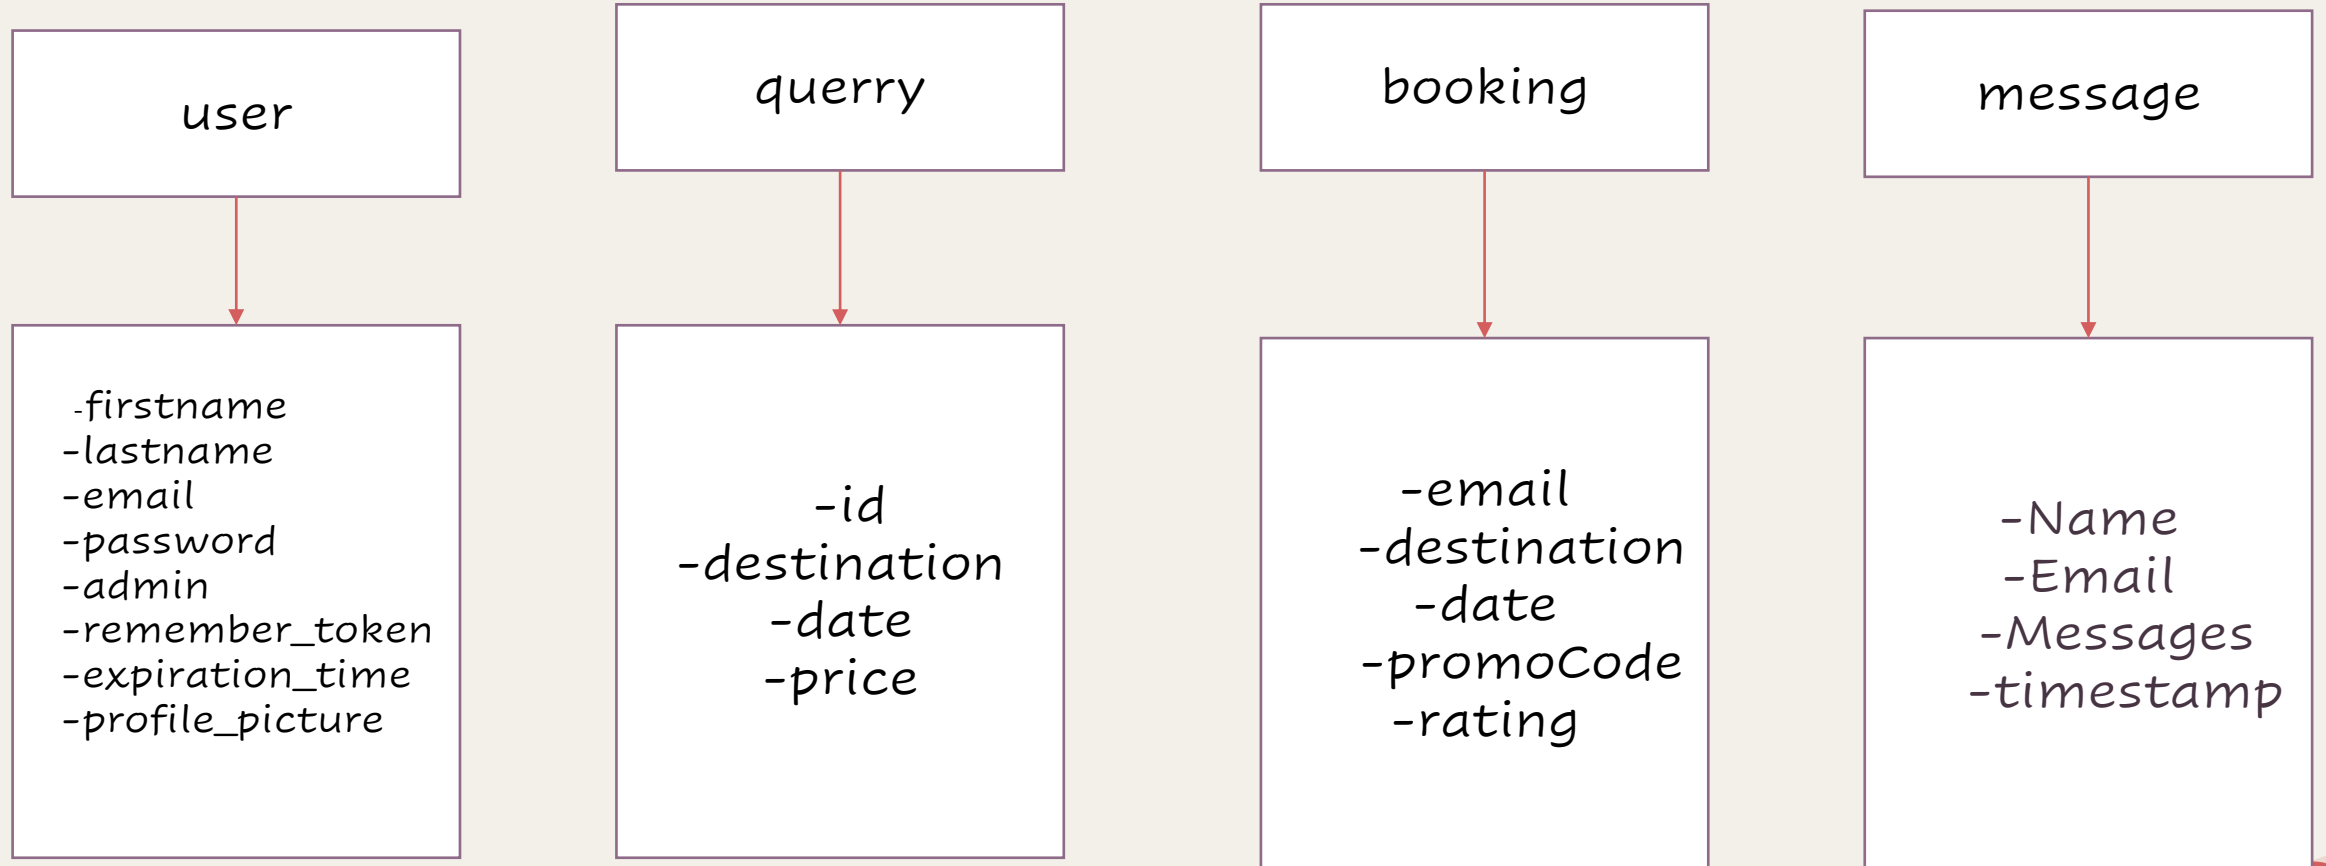 user
-firstname
-lastname
-email
-password
-admin
-remember_token
-expiration_time
-profile_picture
querry
-id
-destination
-date
-price
booking
-email
-destination
-date
-promoCode
-rating
message
-Name
-Email
-Messages
-timestamp